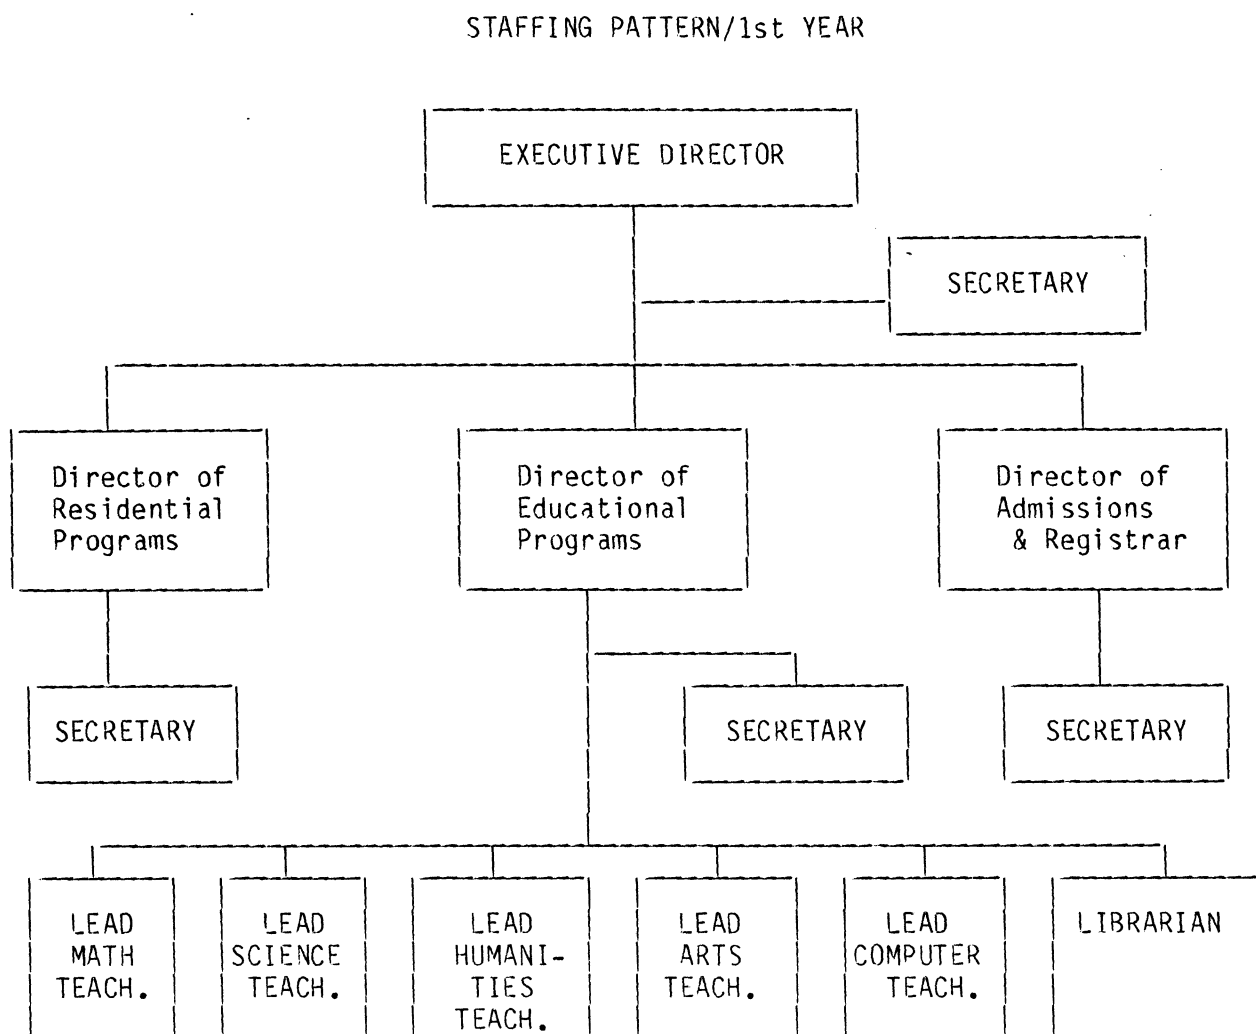 STAFFING PATTERN/1st YEAR
EXECUTIVE DIRECTOR
SECRETARY
Director of
Residential
Programs
Director of
Educational
Programs
Director of
Admissions
& Registrar
SECRETARY
SECRETARY
SECRETARY
LEAD
MATH
TEACH.
LEAD
SCIENCE
TEACH.
LEAD
HUMANI-
TIES
TEACH.
LEAD
ARTS
TEACH.
LEAD
COMPUTER
TEACH.
LIBRARIAN